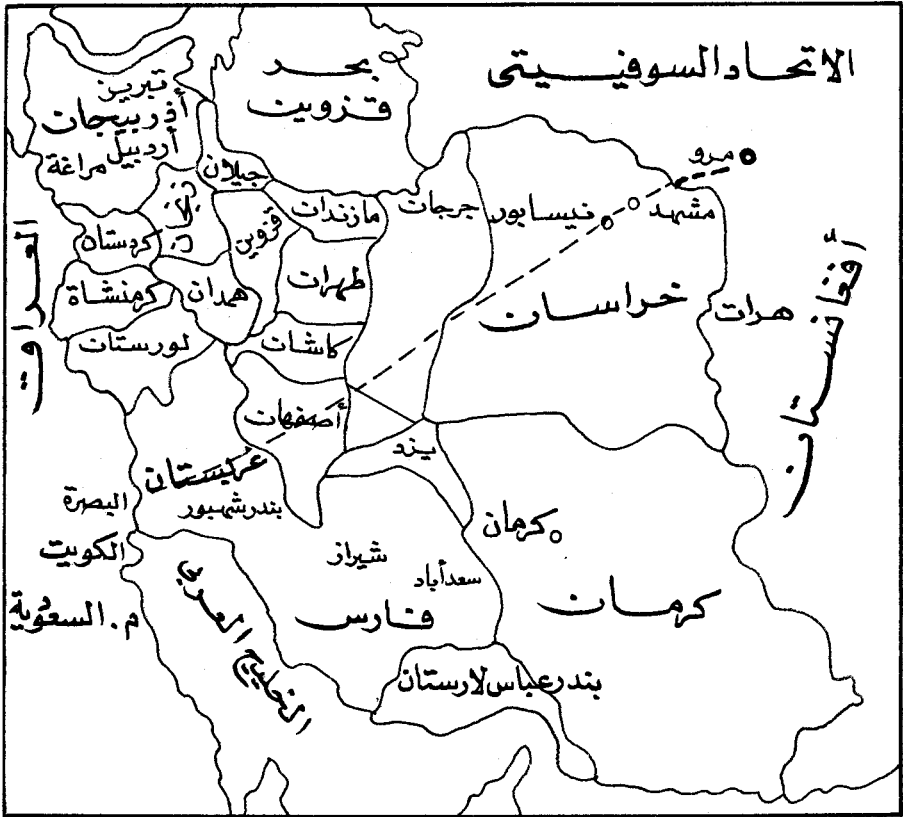 الاتحاد السوفيتى
بحر
قزوين
تبريز
أذربيجان
أردبيل
مراغة
جيلان
مرو
مشهد
نيسابور
جرجان
مازندان
قزوين
كردستان
العراق
أفغانستان
طهران
همدان
كرمنشاة
خراسان
هرات
لورستان
كاشان
أصفهان
يزد
عربستان
بندرشهبور
البصرة
كرمان
الكويت
شيراز
سعدأباد
م. السعودية
فارس
كرمان
الخليج العربي
بندرعباس لارستان